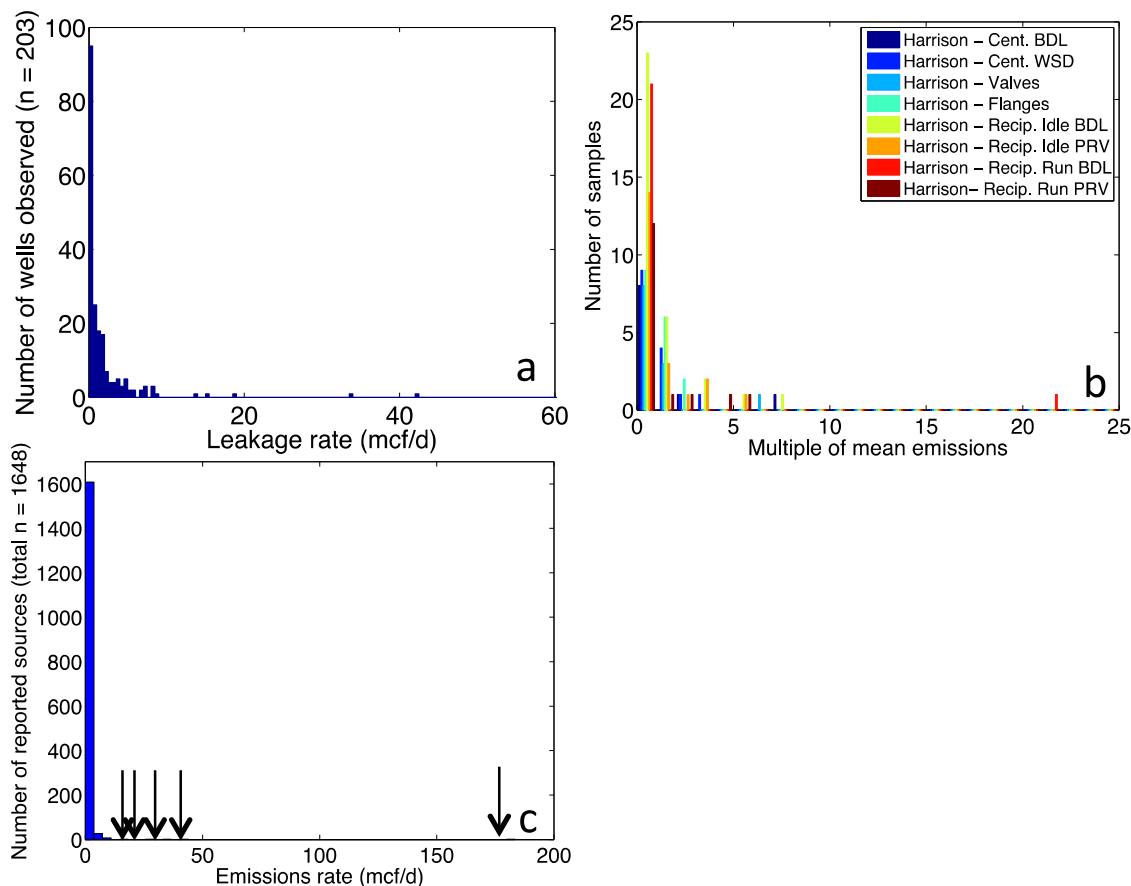 Number of wells observed (n = 203)
100
80
60
40
20
0
0 20 40 60
Leakage rate (mcf/d)
a
Number of samples
25
20
15
10
5
0
0 5 10 15 20 25
Multiple of mean emissions
Harrison – Cent. BDL
Harrison – Cent. WSD
Harrison – Valves
Harrison – Flanges
Harrison – Recip. Idle BDL
Harrison – Recip. Idle PRV
Harrison – Recip. Run BDL
Harrison– Recip. Run PRV
b
Number of reported sources (total n = 1648)
1600
1400
1200
1000
800
600
400
200
0
0 50 100 150 200
Emissions rate (mcf/d)
c